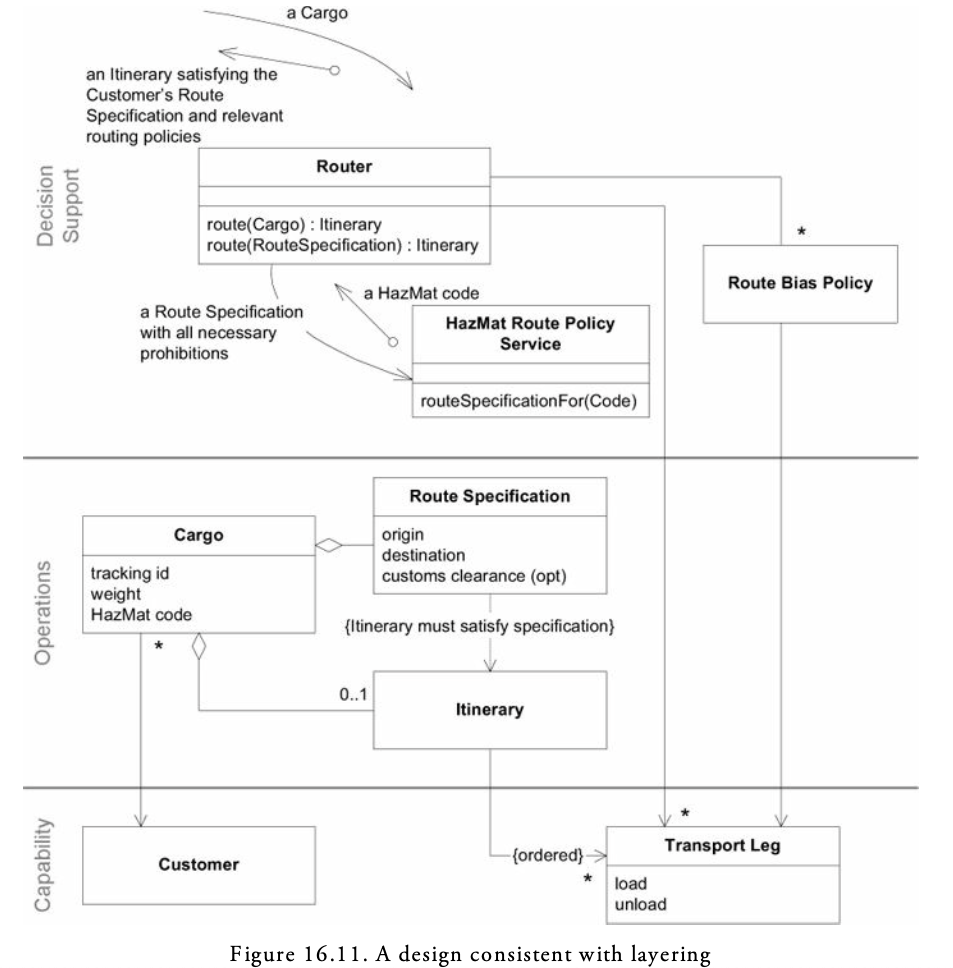 a Cargo
an Itinerary satisfying the
Customer's Route
Specification and relevant
routing policies
Decision
Support
Router
route(Cargo) : Itinerary
route(RouteSpecification) : Itinerary
*
Route Bias Policy
a HazMat code
a Route Specification
with all necessary
prohibitions
HazMat Route Policy
Service
routeSpecificationFor(Code)
Operations
Route Specification
origin
destination
customs clearance (opt)
Cargo
tracking id
weight
HazMat code
*
{Itinerary must satisfy specification}
0..1
Itinerary
Capability
Customer
*
{ordered}
*
Transport Leg
load
unload
Figure 16.11. A design consistent with layering